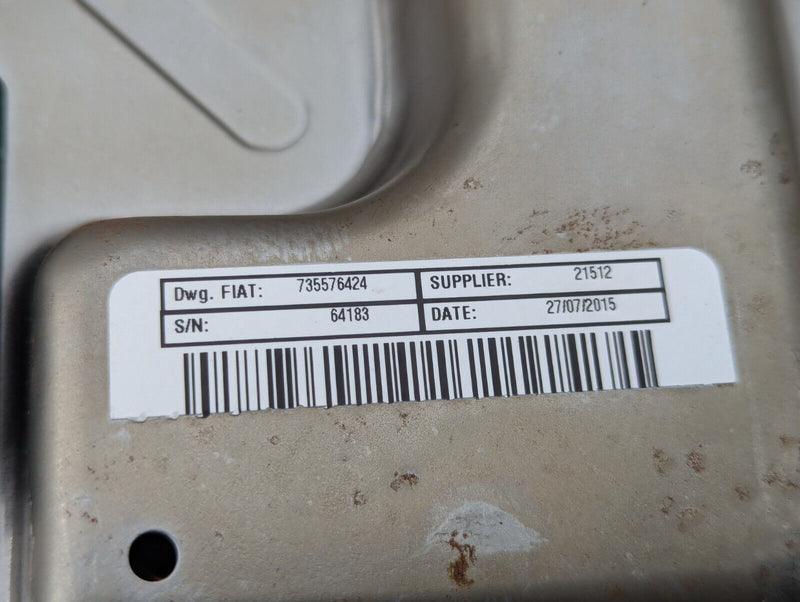 Dwg. FIAT: 735576424 SUPPLIER: 21512
S/N: 64183 DATE: 27/07/2015